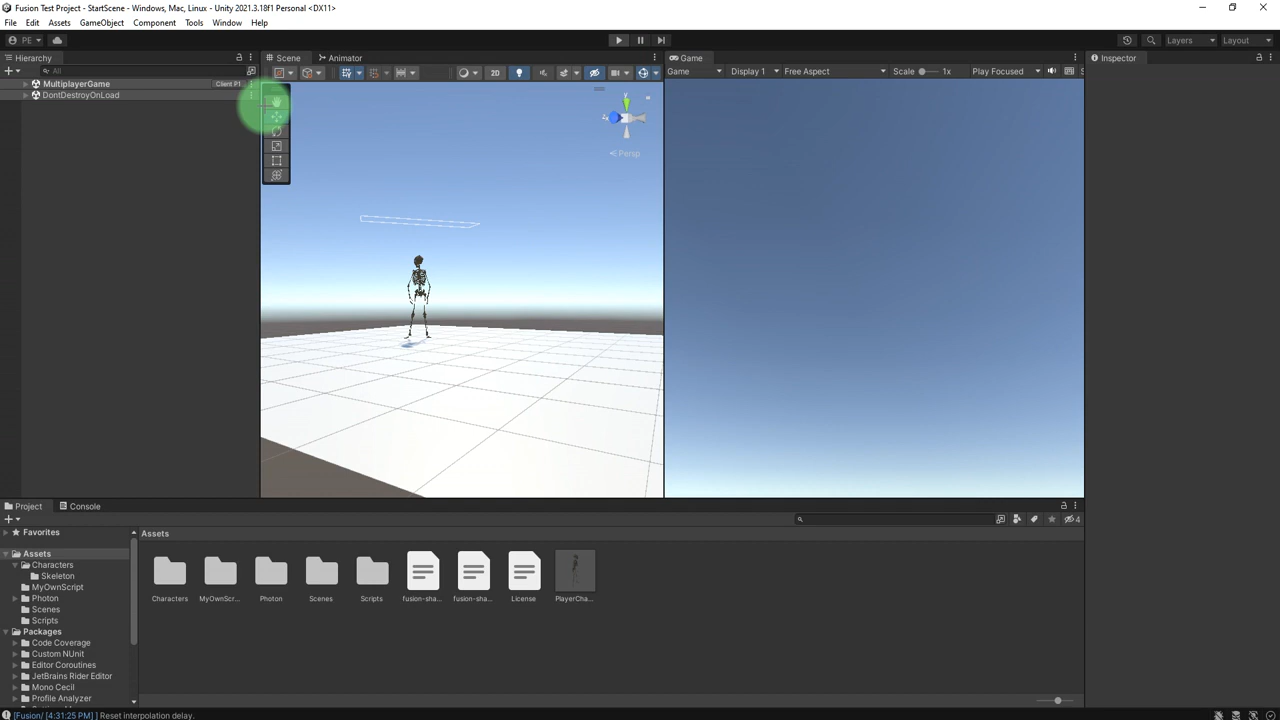 Fusion Test Project - StartScene - Windows, Mac, Linux - Unity 2021.3.18f1 Personal <DX11>
File Edit Assets GameObject Component Tools Window Help
PE Layers Layout
Hierarchy
All
MultiplayerGame Client P1
DontDestroyOnLoad
Scene Animator
2D
y
Persp
Game
Game Display 1 Free Aspect Scale 1x Play Focused
Inspector
Project Console
4
Favorites
Assets
Characters
Skeleton
MyOwnScript
Photon
Scenes
Scripts
Packages
Code Coverage
Custom NUnit
Editor Coroutines
JetBrains Rider Editor
Mono Cecil
Profile Analyzer
Assets
Characters MyOwnScr... Photon Scenes Scripts fusion-sha... fusion-sha... License PlayerCha...
[Fusion/ [4:31:25 PM] ] Reset interpolation delay.